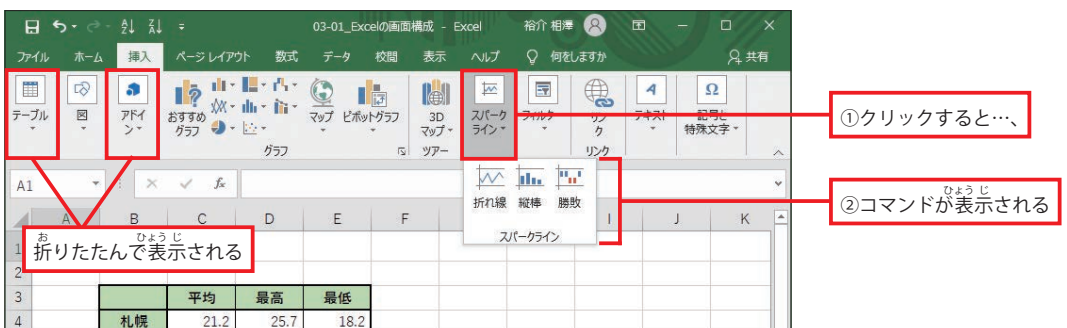 03-01_Excelの画面構成 - Excel 裕介 相澤
ファイル ホーム 挿入 ページ レイアウト 数式 データ 校閲 表示 ヘルプ 何をしますか 共有
テーブル 図 アドイン おすすめ グラフ マップ ピボットグラフ 3D マップ スパークライン フィルター リンク テキスト 記号と 特殊文字
グラフ ツアー リンク
①クリックすると…、
A1 fx
折れ線 縦棒 勝敗
スパークライン
②コマンドが表示される
ひょうじ
A B C D E F I J K
1
折りたたんで表示される
お ひょうじ
2
3 平均 最高 最低
4 札幌 21.2 25.7 18.2